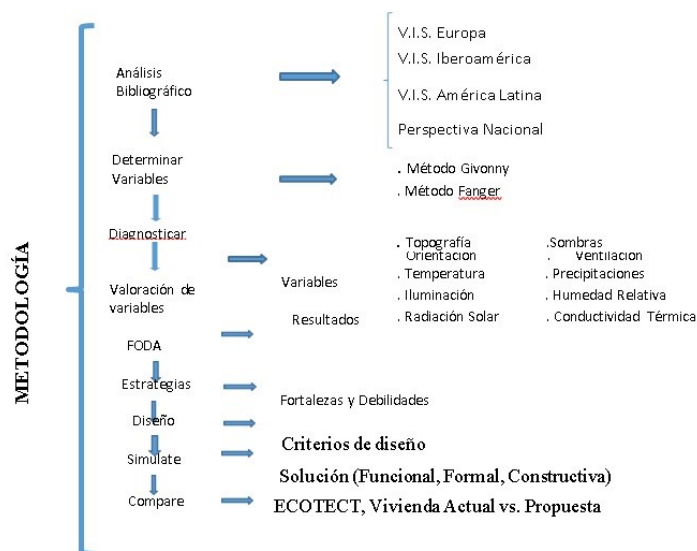 METODOLOGÍA
Análisis
Bibliográfico
V.I.S. Europa
V.I.S. Iberoamérica
V.I.S. América Latina
Perspectiva Nacional
Determinar
Variables
. Método Givonny
. Método Fanger
Diagnosticar
Valoración de
variables
Variables
. Topografía
Orientación
. Temperatura
. Iluminación
. Radiación Solar
.Sombras
. Ventilación
. Precipitaciones
. Humedad Relativa
. Conductividad Térmica
Resultados
FODA
Estrategias
Fortalezas y Debilidades
Diseño
Criterios de diseño
Simulate
Solución (Funcional, Formal, Constructiva)
Compare
ECOTECT, Vivienda Actual vs. Propuesta